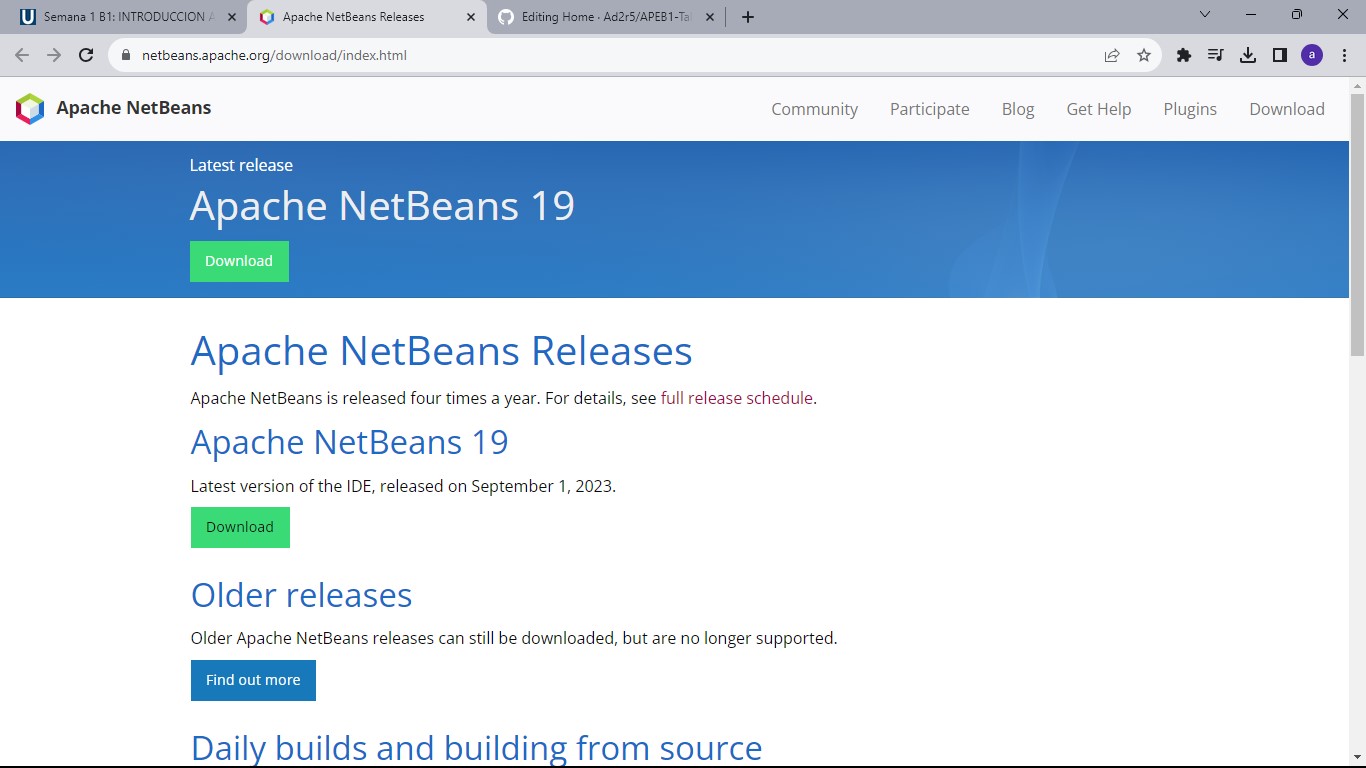 Semana 1 B1: INTRODUCCION
Apache NetBeans Releases
Editing Home · Ad2r5/APEB1-Tal
netbeans.apache.org/download/index.html
a
Apache NetBeans
Community
Participate
Blog
Get Help
Plugins
Download
Latest release
Apache NetBeans 19
Download
Apache NetBeans Releases
Apache NetBeans is released four times a year. For details, see full release schedule.
Apache NetBeans 19
Latest version of the IDE, released on September 1, 2023.
Download
Older releases
Older Apache NetBeans releases can still be downloaded, but are no longer supported.
Find out more
Daily builds and building from source